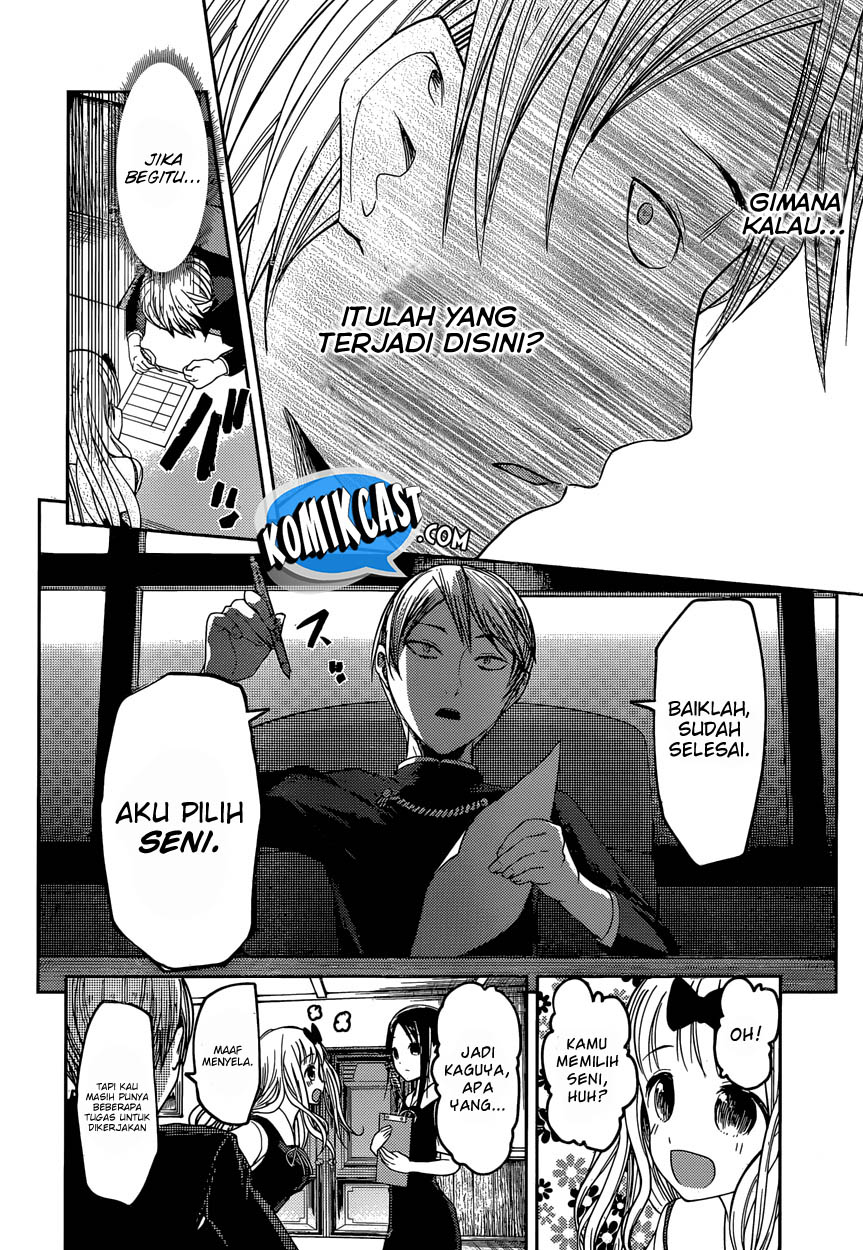 GIMANA
KALAU...
ITULAH YANG
TERJADI DISINI?
JIKA
BEGITU...
KOMIKCAST
.COM
BAIKLAH,
SUDAH
SELESAI.
AKU PILIH
SENI.
OH!
KAMU
MEMILIH
SENI,
HUH?
JADI
KAGUYA,
APA
YANG...
MAAF
MENYELA.
TAPI KAU
MASIH PUNYA
BEBERAPA
TUGAS UNTUK
DIKERJAKAN